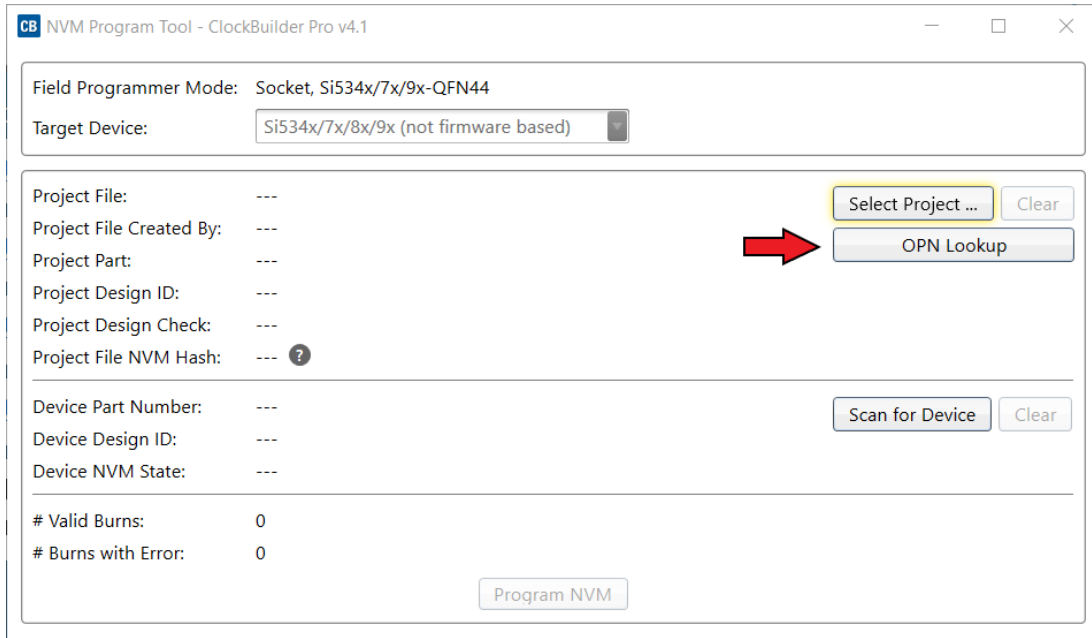 CB NVM Program Tool - ClockBuilder Pro v4.1
Field Programmer Mode: Socket, Si534x/7x/9x-QFN44
Target Device: Si534x/7x/8x/9x (not firmware based)
Project File: --- Select Project ... Clear
Project File Created By: ---
OPN Lookup
Project Part: ---
Project Design ID: ---
Project Design Check: ---
Project File NVM Hash: --- ?
Device Part Number: --- Scan for Device Clear
Device Design ID: ---
Device NVM State: ---
# Valid Burns: 0
# Burns with Error: 0
Program NVM